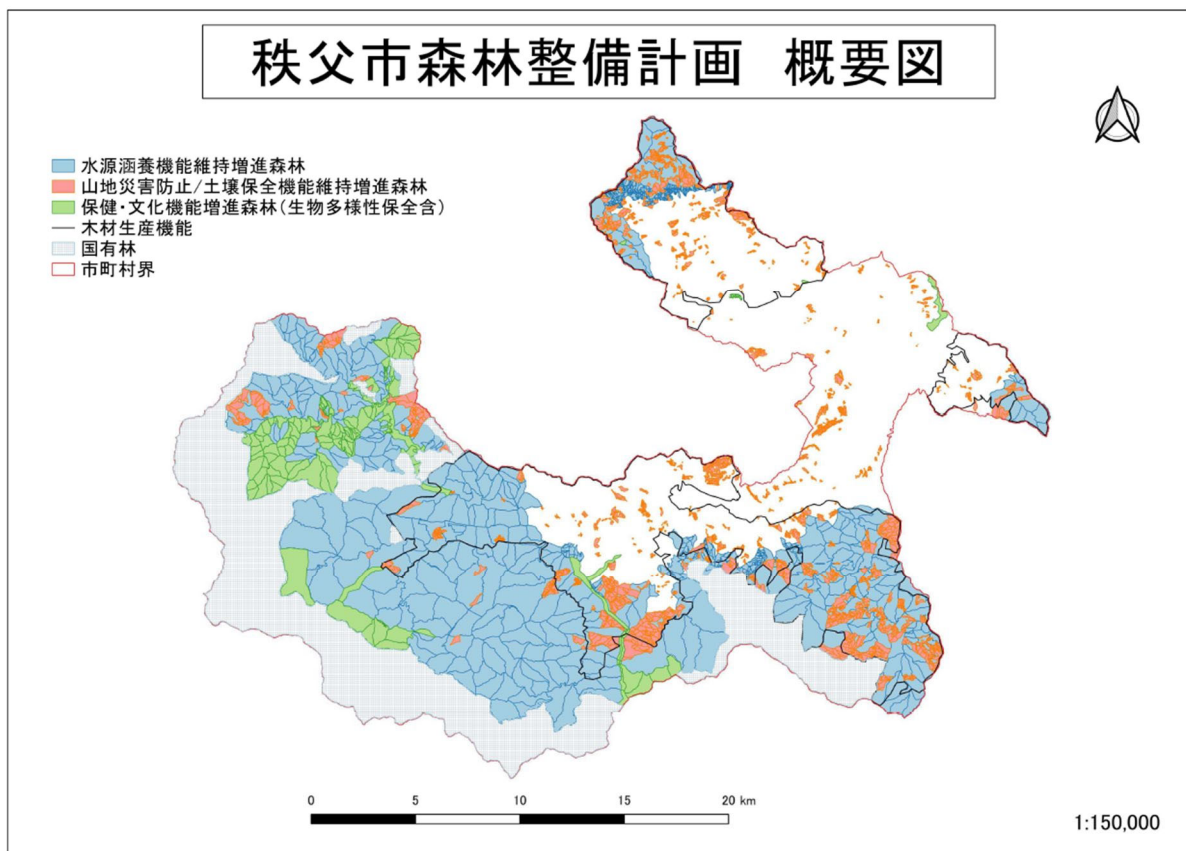 秩父市森林整備計画　概要図
水源涵養機能維持増進森林
山地災害防止/土壌保全機能維持増進森林
保健・文化機能増進森林(生物多様性保全含)
木材生産機能
国有林
市町村界
0 5 10 15 20 km
1:150,000